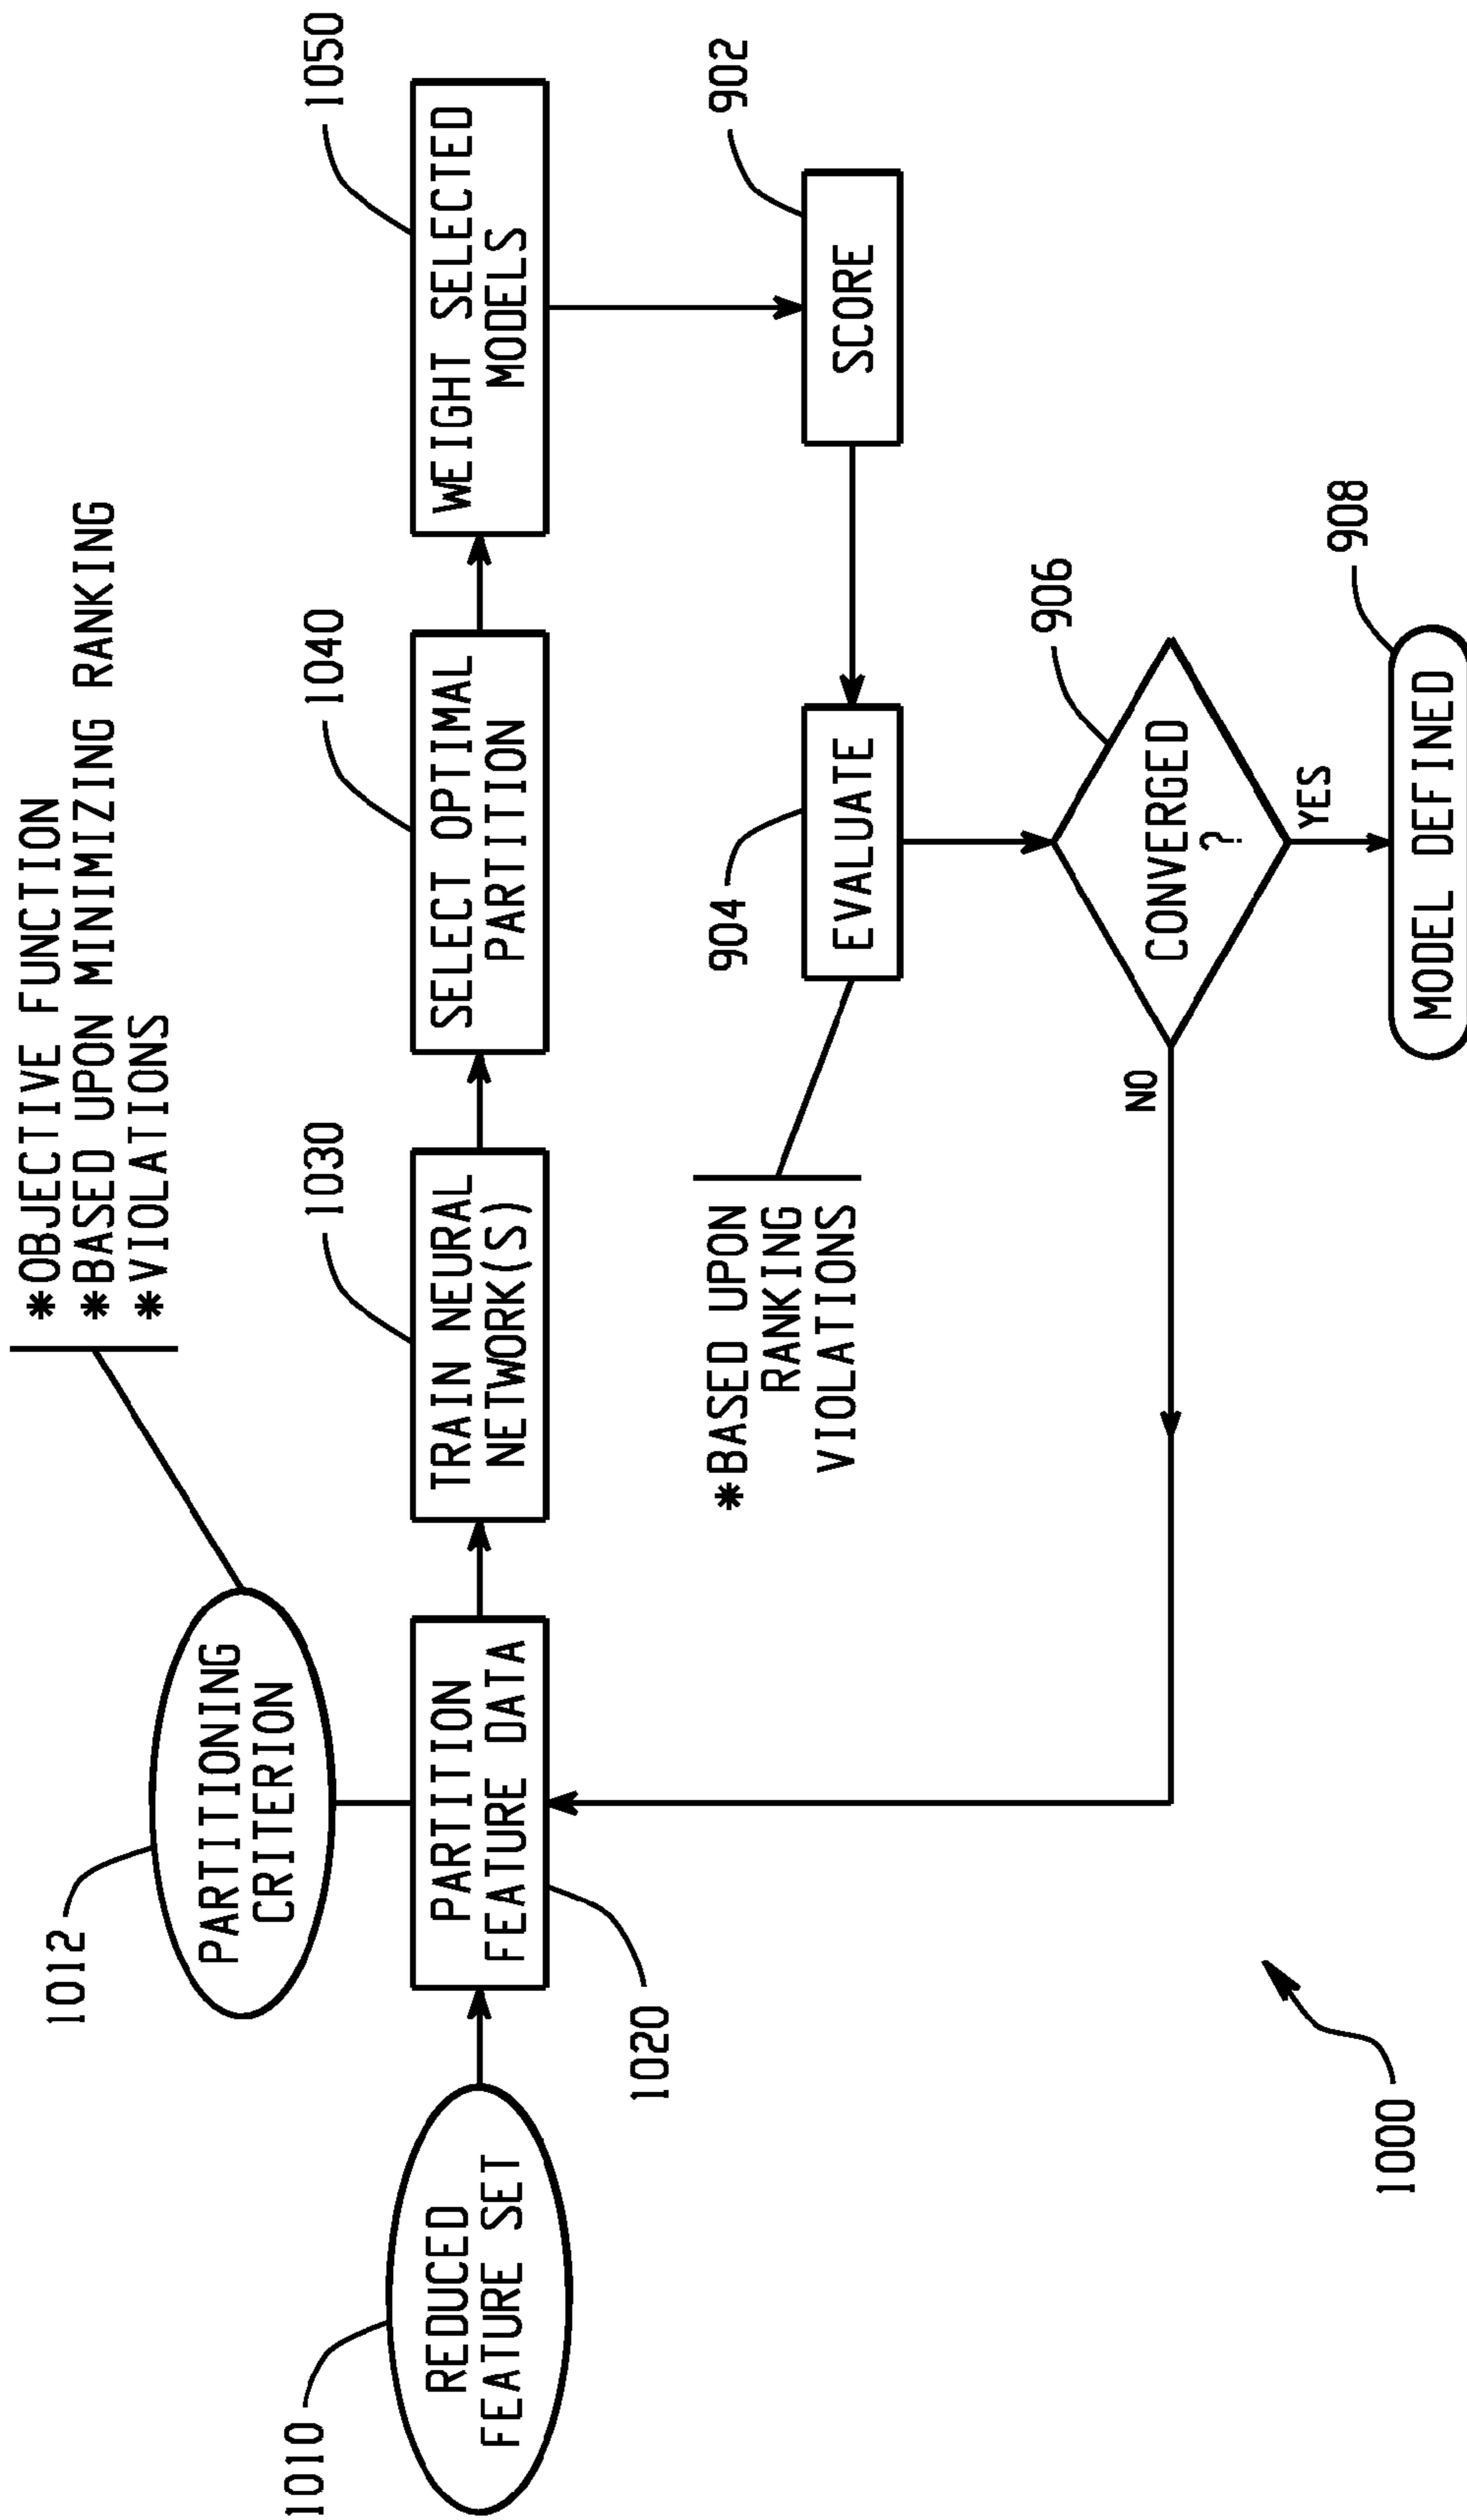 *OBJECTIVE FUNCTION
*BASED UPON MINIMIZING RANKING
*VIOLATIONS
1012
PARTITIONING
CRITERION
1010
REDUCED
FEATURE SET
1020
PARTITION
FEATURE DATA
1030
TRAIN NEURAL
NETWORK(S)
1040
SELECT OPTIMAL
PARTITION
1050
WEIGHT SELECTED
MODELS
902
SCORE
904
EVALUATE
*BASED UPON
RANKING
VIOLATIONS
906
CONVERGED
?
NO
YES
908
MODEL DEFINED
1000